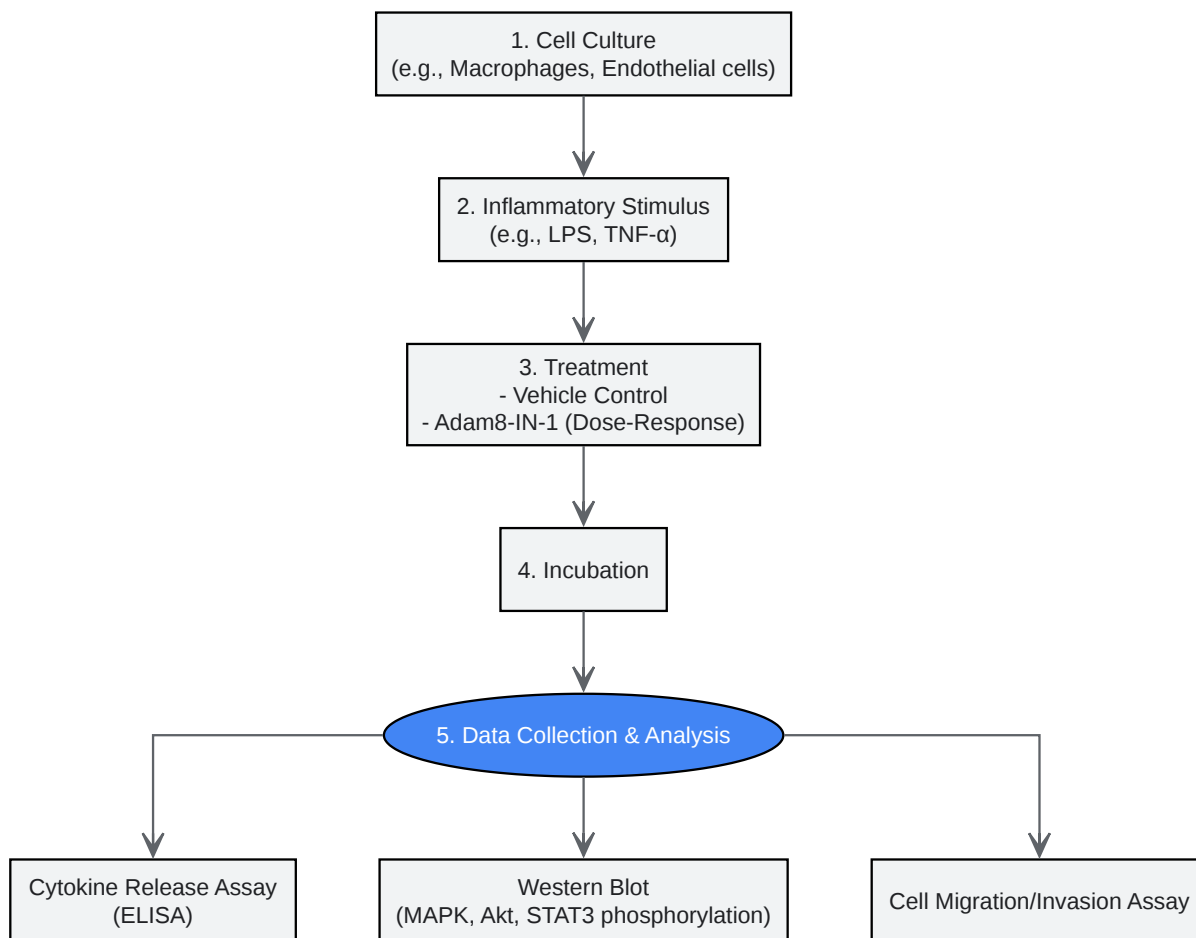 1. Cell Culture
(e.g., Macrophages, Endothelial cells)
2. Inflammatory Stimulus
(e.g., LPS, TNF-α)
3. Treatment
- Vehicle Control
- Adam8-IN-1 (Dose-Response)
4. Incubation
5. Data Collection & Analysis
Cytokine Release Assay
(ELISA)
Western Blot
(MAPK, Akt, STAT3 phosphorylation)
Cell Migration/Invasion Assay